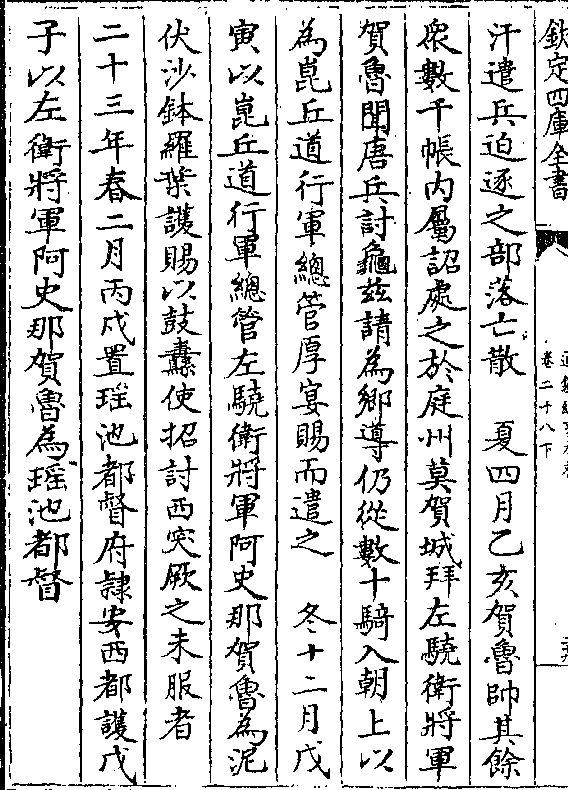 欽定四庫全書
卷二十八下
汗遣兵迫逐之部落亡散　夏四月乙亥賀魯帥其餘
衆數千帳内屬詔處之於庭州莫賀城拜左驍衛將軍
賀魯聞唐兵討龜兹請為鄉導仍從數十騎入朝上以
為崑丘道行軍總管厚宴賜而遣之　冬十二月戊
寅以崑丘道行軍總管左驍衛將軍阿史那賀魯為泥
伏沙鉢羅葉護賜以鼓纛使招討西突厥之未服者
二十三年春二月丙戌置瑶池都督府隷安西都護戊
子以左衛將軍阿史那賀魯為瑶池都督